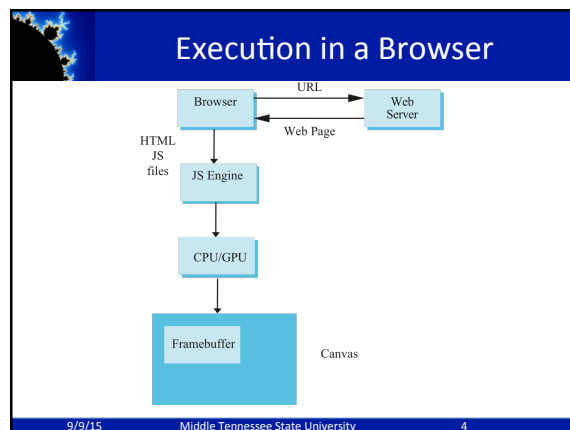 Execution in a Browser
URL
Browser
Web
Server
Web Page
HTML
JS
files
JS Engine
CPU/GPU
Framebuffer
Canvas
9/9/15 Middle Tennessee State University 4